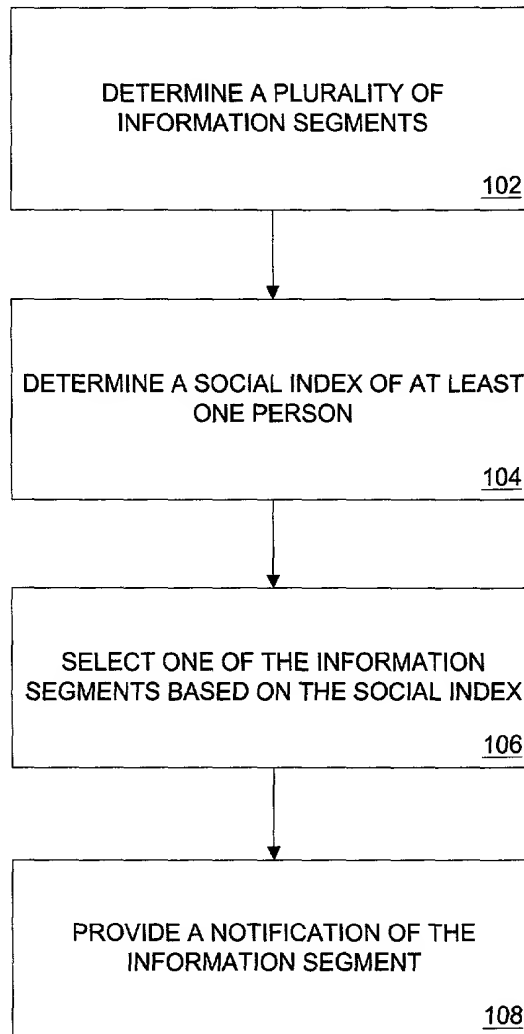 DETERMINE A PLURALITY OF
INFORMATION SEGMENTS
102
DETERMINE A SOCIAL INDEX OF AT LEAST
ONE PERSON
104
SELECT ONE OF THE INFORMATION
SEGMENTS BASED ON THE SOCIAL INDEX
106
PROVIDE A NOTIFICATION OF THE
INFORMATION SEGMENT
108